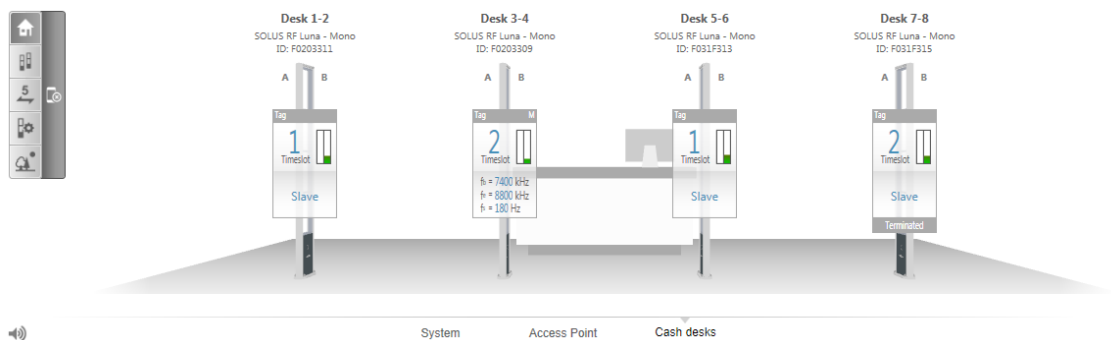 Desk 1-2
SOLUS RF Luna - Mono
ID: F0203311
A B
Tag
1
Timeslot
Slave
Desk 3-4
SOLUS RF Luna - Mono
ID: F0203309
A B
Tag M
2
Timeslot
f₀ = 7400 kHz
f₁ = 8800 kHz
fₛ = 180 Hz
Desk 5-6
SOLUS RF Luna - Mono
ID: F031F313
A B
Tag
1
Timeslot
Slave
Desk 7-8
SOLUS RF Luna - Mono
ID: F031F315
A B
Tag
2
Timeslot
Slave
Terminated
5
System Access Point Cash desks